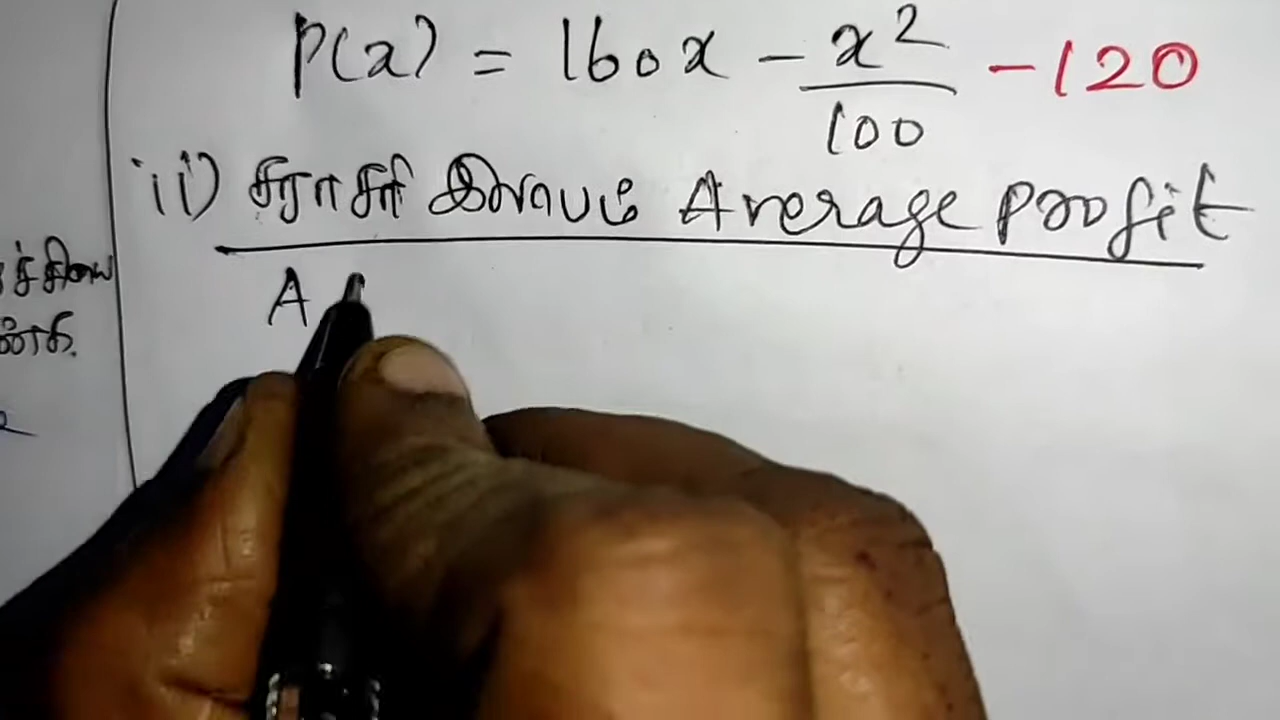 P(x) = 160x - x²/100 - 120
ii) சராசரி இலாபம் Average profit
A